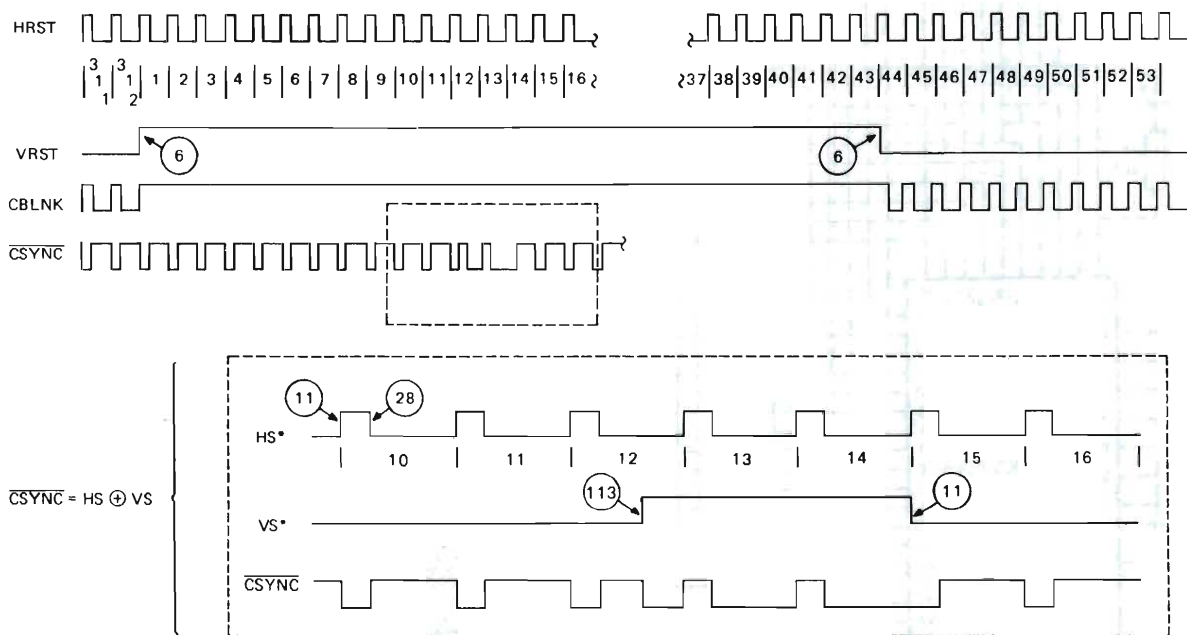 HRST
3 1 1 3 1 2 1 2 3 4 5 6 7 8 9 10 11 12 13 14 15 16 37 38 39 40 41 42 43 44 45 46 47 48 49 50 51 52 53
6 6
VRST
CBLNK
CSYNC
11 28
HS*
10 11 12 13 14 15 16
CSYNC = HS ⊕ VS
113 11
VS*
CSYNC